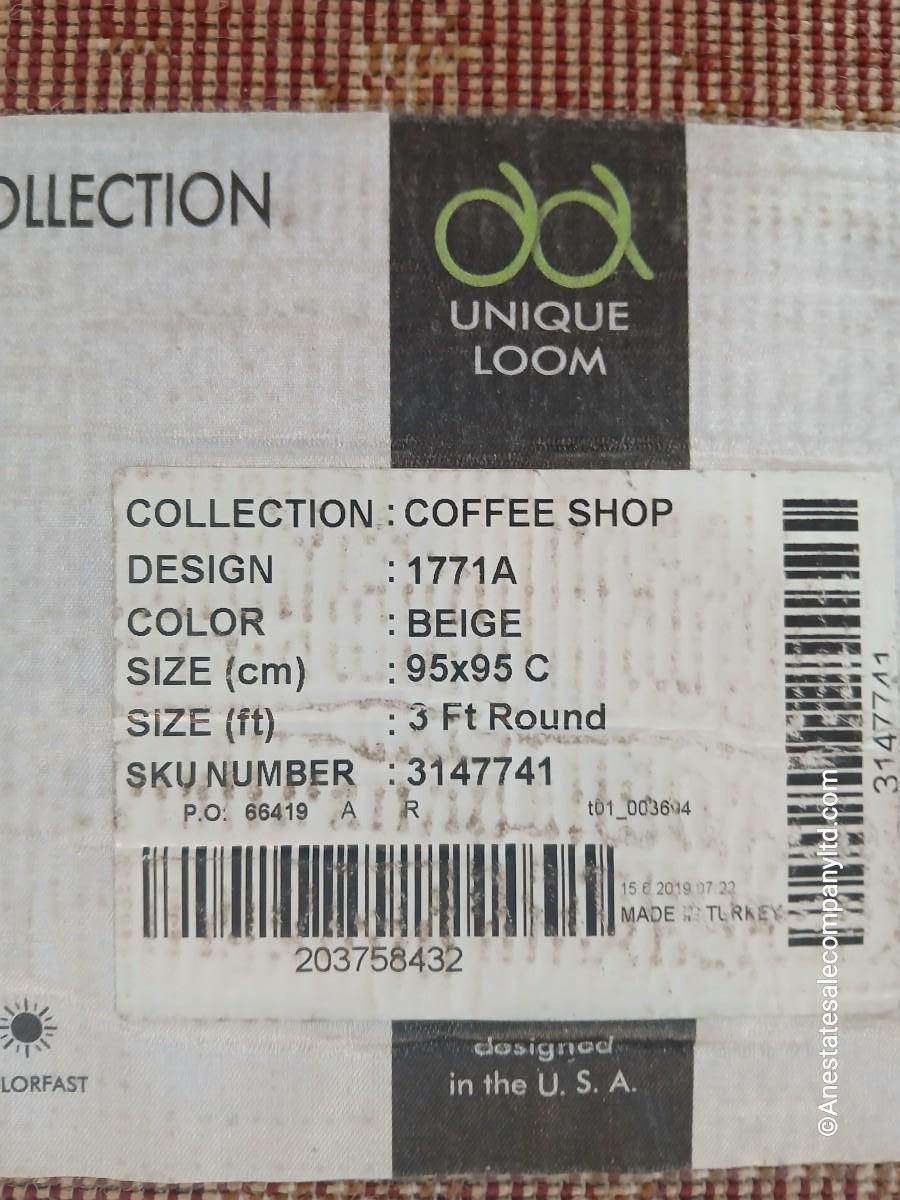 OLLECTION
UNIQUE
LOOM
COLLECTION : COFFEE SHOP
DESIGN : 1771A
COLOR : BEIGE
SIZE (cm) : 95x95 C
SIZE (ft) : 3 Ft Round
SKU NUMBER : 3147741
P.O: 66419 A R
15.6 2019 07:22
MADE IN TURKEY
203758432
3147741
LORFAST
designed
in the U. S. A.
©Anestatesalecompanyltd.com